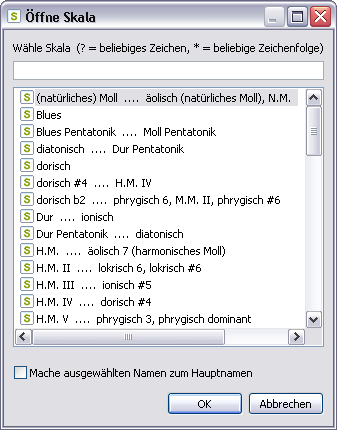 Öffne Skala
Wähle Skala (? = beliebiges Zeichen, * = beliebige Zeichenfolge)
(natürliches) Moll .... äolisch (natürliches Moll), N.M.
Blues
Blues Pentatonik .... Moll Pentatonik
diatonisch .... Dur Pentatonik
dorisch
dorisch #4 .... H.M. IV
dorisch b2 .... phrygisch 6, M.M. II, phrygisch #6
Dur .... ionisch
Dur Pentatonik .... diatonisch
H.M. .... äolisch 7 (harmonisches Moll)
H.M. II .... lokrisch 6, lokrisch #6
H.M. III .... ionisch #5
H.M. IV .... dorisch #4
H.M. V .... phrygisch 3, phrygisch dominant
Mache ausgewählten Namen zum Hauptnamen
OK Abbrechen